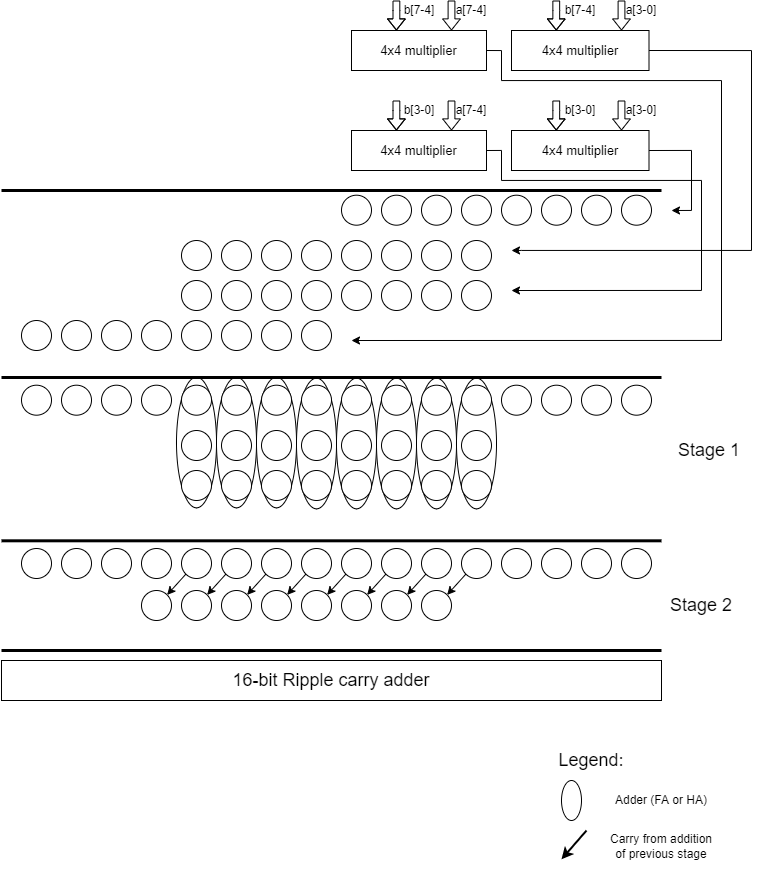 b[7-4] a[7-4] b[7-4] a[3-0]
4x4 multiplier 4x4 multiplier
b[3-0] a[7-4] b[3-0] a[3-0]
4x4 multiplier 4x4 multiplier
Stage 1
Stage 2
16-bit Ripple carry adder
Legend:
Adder (FA or HA)
Carry from addition
of previous stage